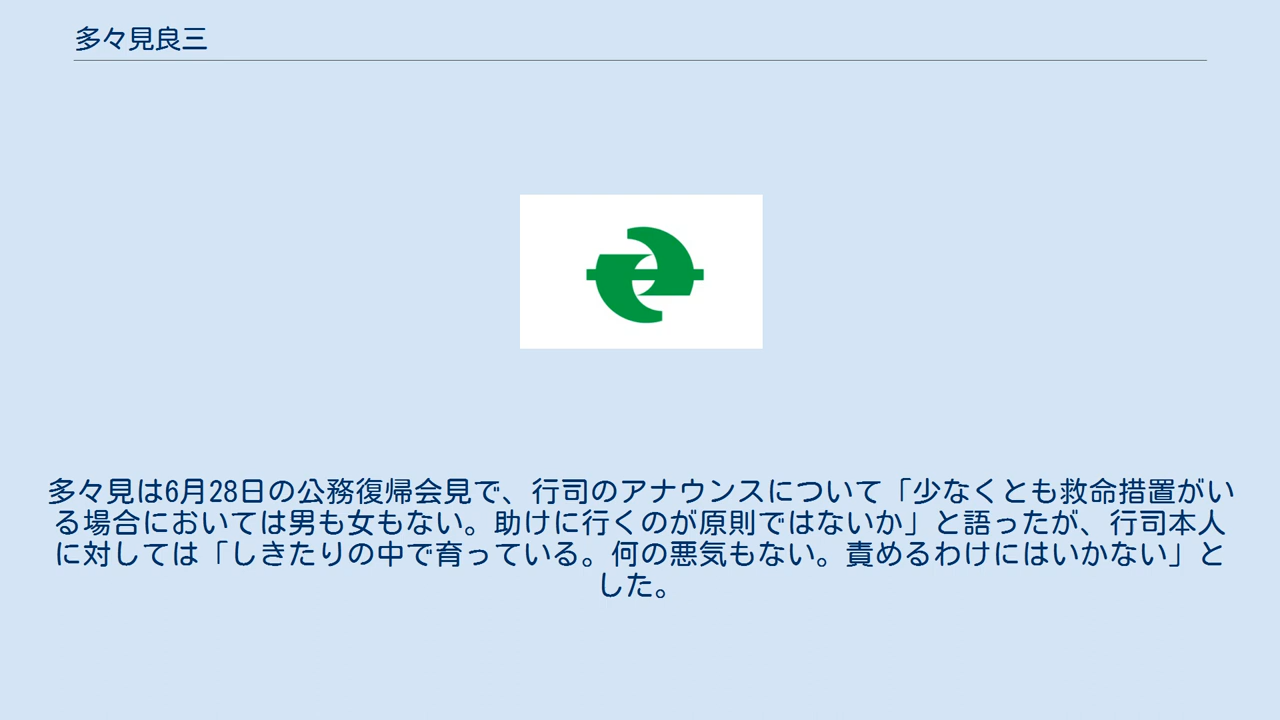 多々見良三
多々見は6月28日の公務復帰会見で、行司のアナウンスについて「少なくとも救命措置がい
る場合においては男も女もない。助けに行くのが原則ではないか」と語ったが、行司本人
に対しては「しきたりの中で育っている。何の悪気もない。責めるわけにはいかない」と
した。